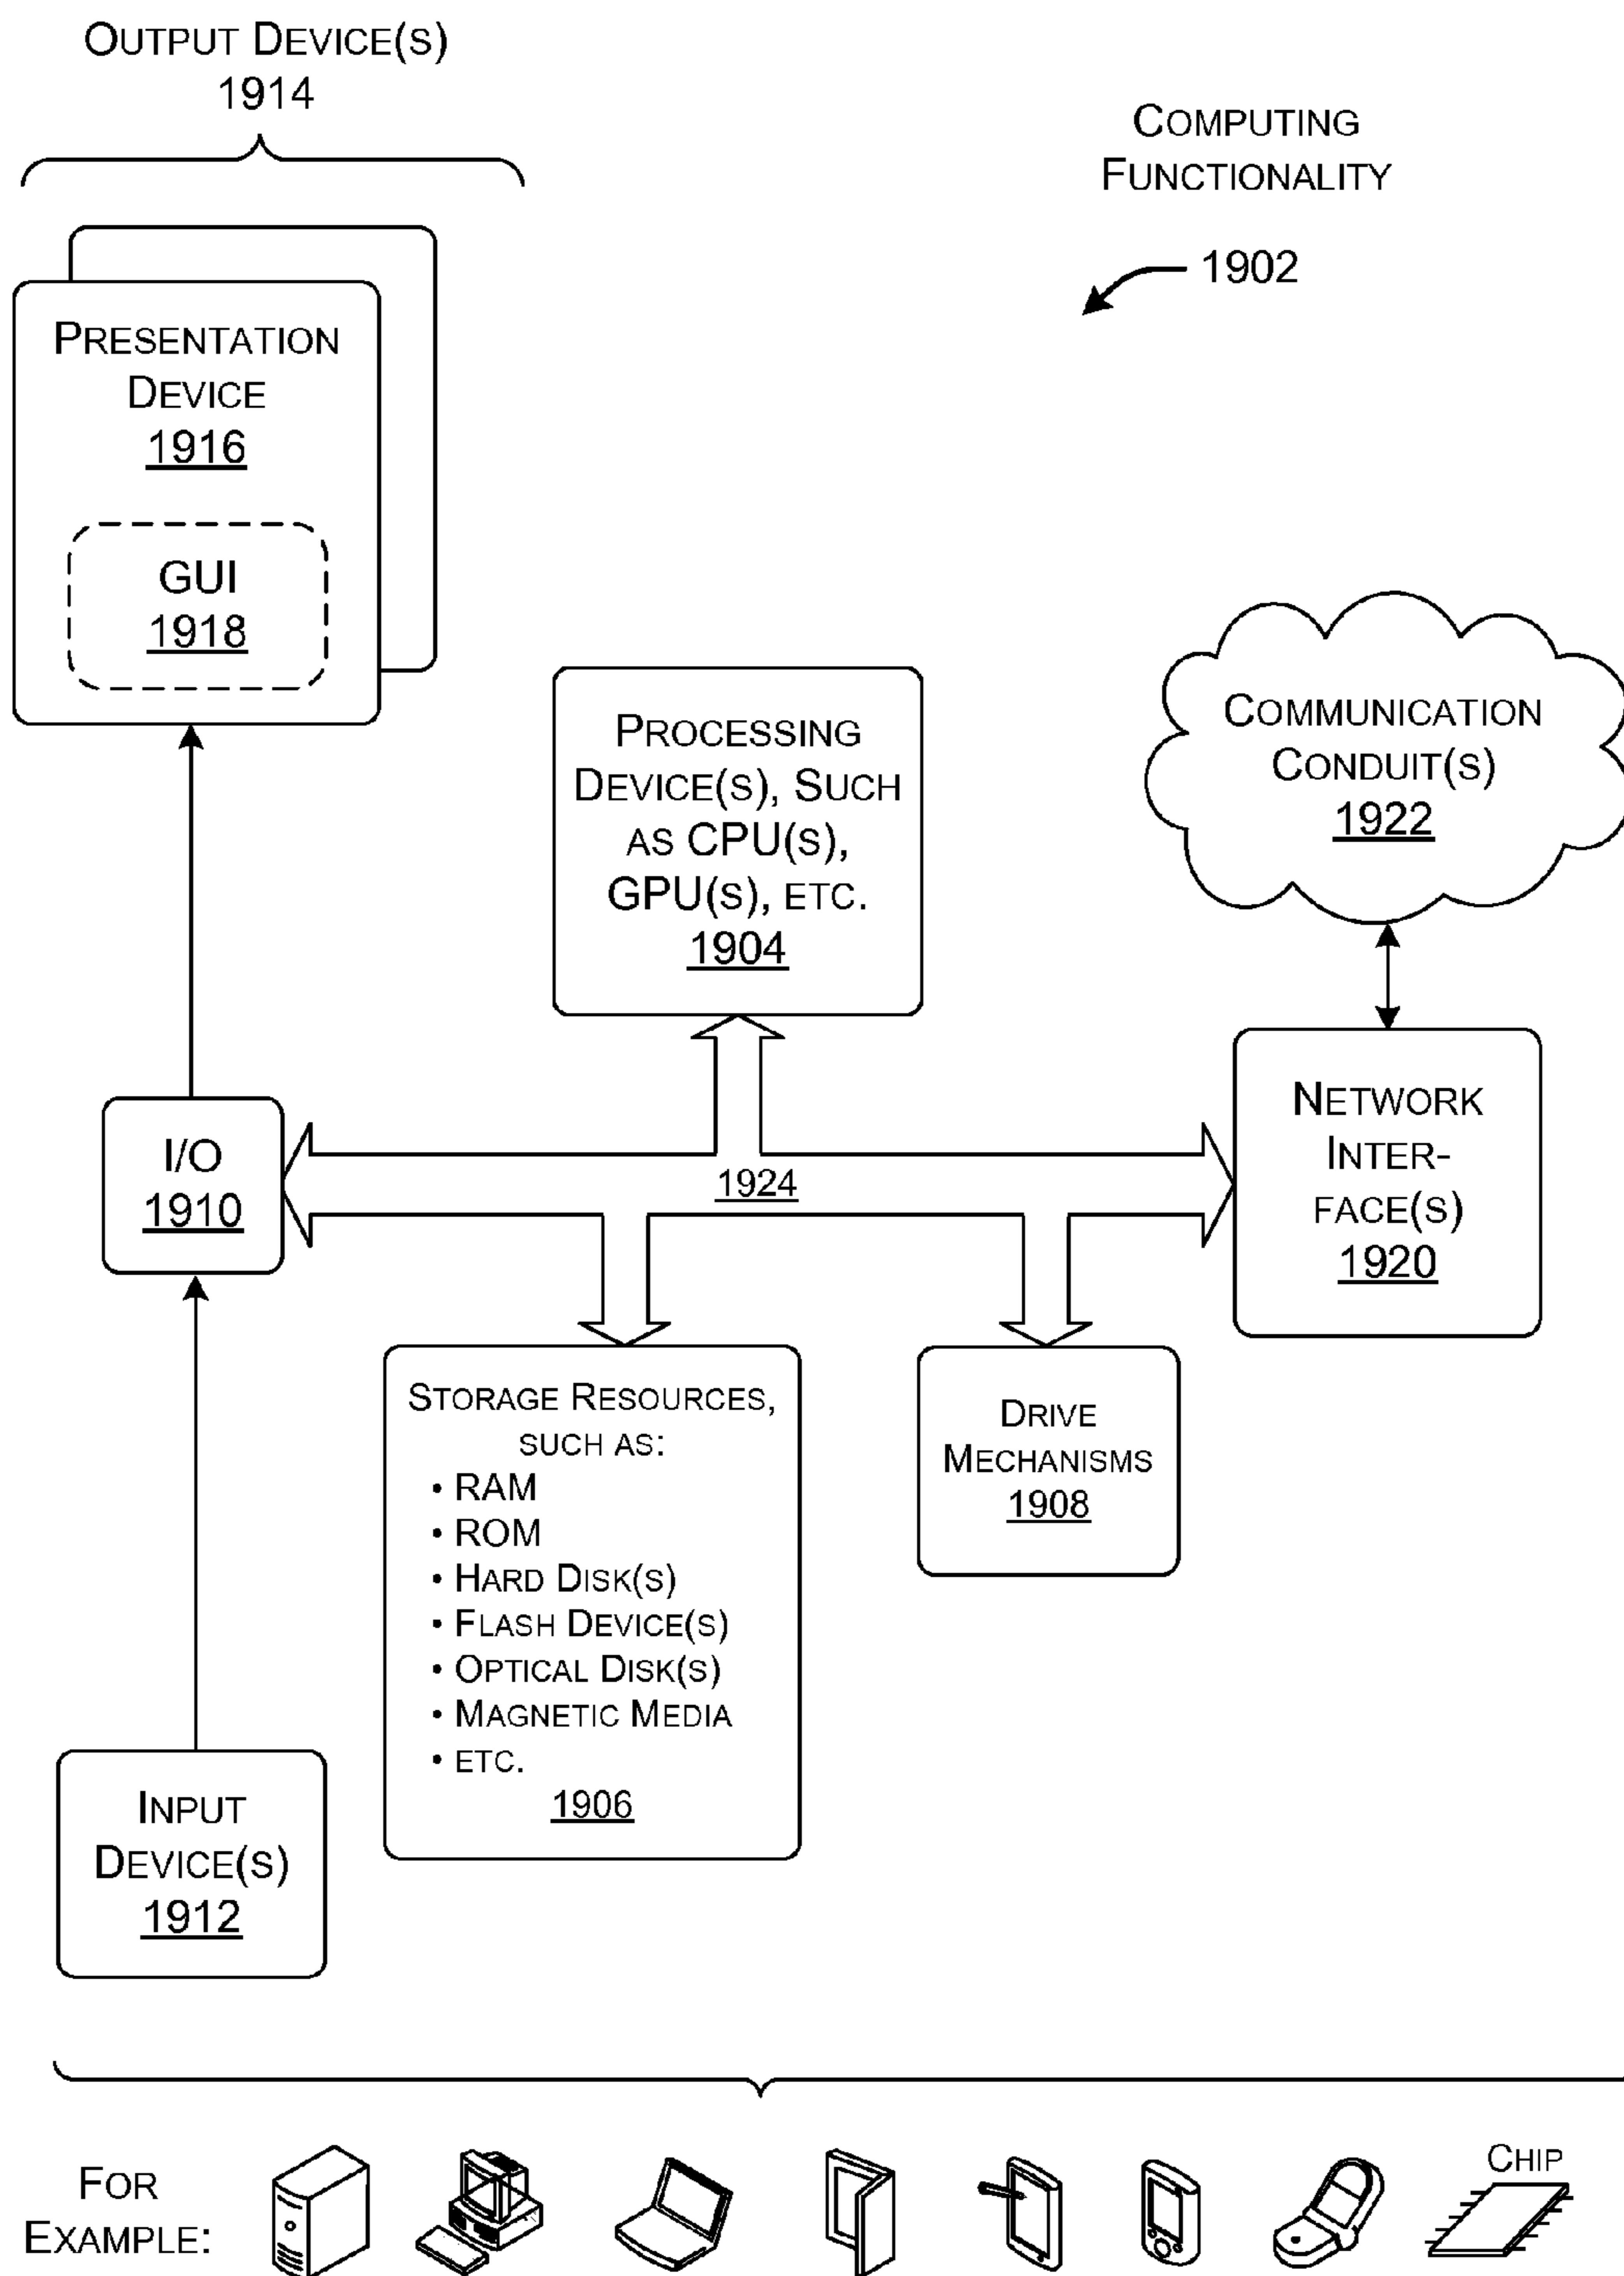 OUTPUT DEVICE(S)
1914
COMPUTING
FUNCTIONALITY
1902
PRESENTATION
DEVICE
1916
GUI
1918
PROCESSING
DEVICE(S), SUCH
AS CPU(S),
GPU(S), ETC.
1904
COMMUNICATION
CONDUIT(S)
1922
I/O
1910
1924
NETWORK
INTER-
FACE(S)
1920
STORAGE RESOURCES,
SUCH AS:
• RAM
• ROM
• HARD DISK(S)
• FLASH DEVICE(S)
• OPTICAL DISK(S)
• MAGNETIC MEDIA
• ETC.
1906
DRIVE
MECHANISMS
1908
INPUT
DEVICE(S)
1912
FOR
EXAMPLE:
CHIP